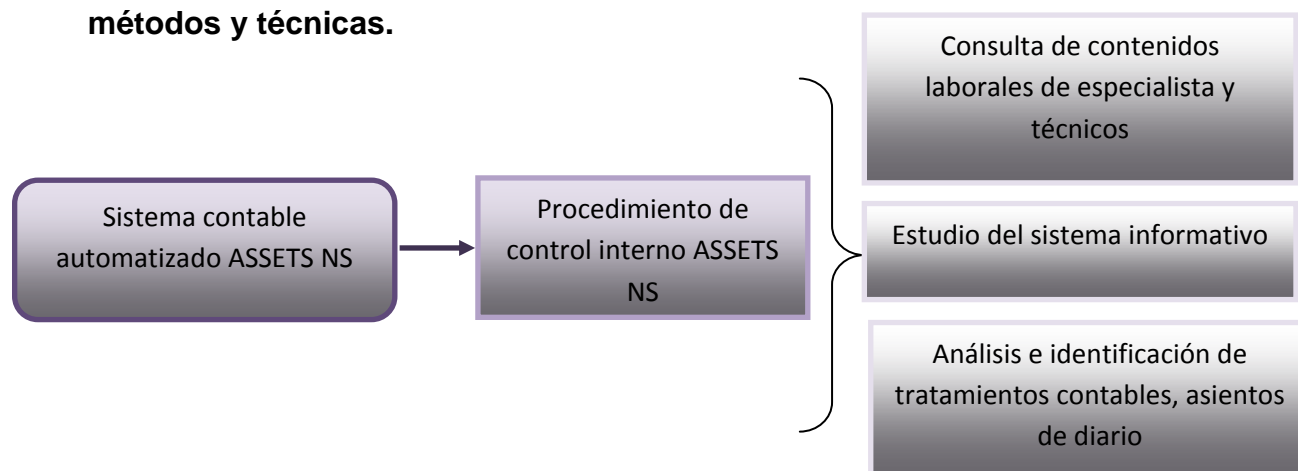 métodos y técnicas.
Sistema contable
automatizado ASSETS NS
Procedimiento de
control interno ASSETS
NS
Consulta de contenidos
laborales de especialista y
técnicos
Estudio del sistema informativo
Análisis e identificación de
tratamientos contables, asientos
de diario